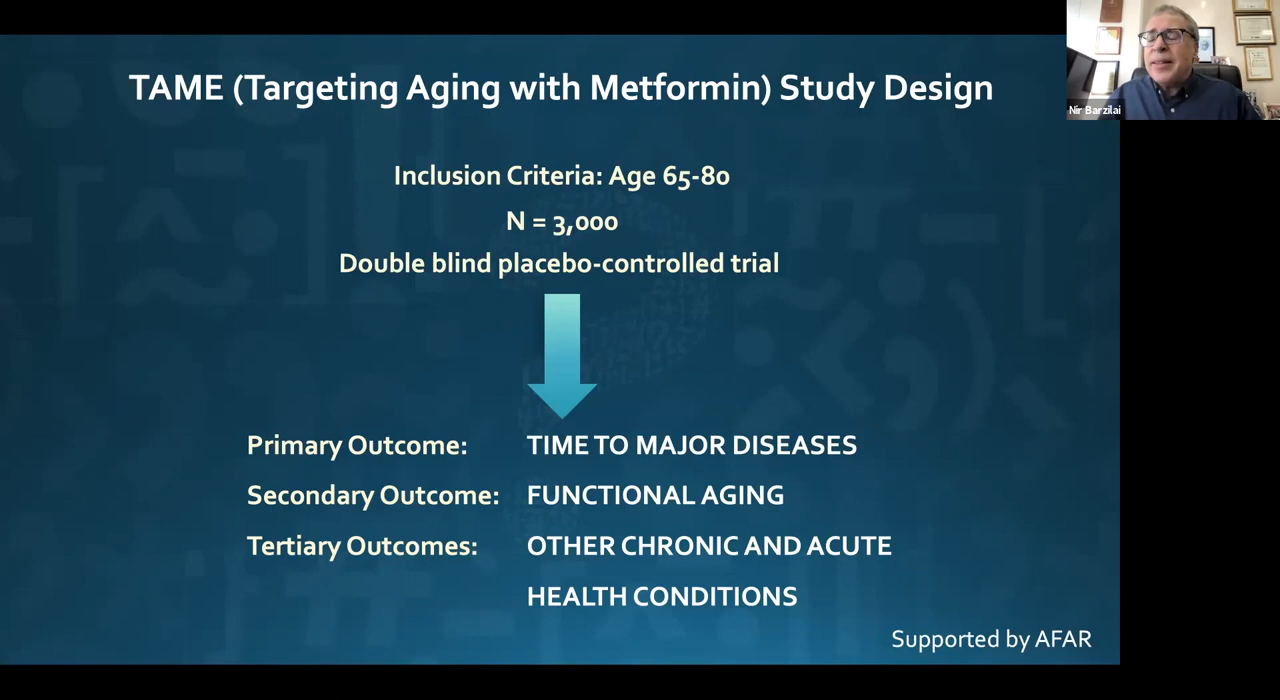 TAME (Targeting Aging with Metformin) Study Design
Nir Barzilai
Inclusion Criteria: Age 65-80
N = 3,000
Double blind placebo-controlled trial
Primary Outcome: TIME TO MAJOR DISEASES
Secondary Outcome: FUNCTIONAL AGING
Tertiary Outcomes: OTHER CHRONIC AND ACUTE
HEALTH CONDITIONS
Supported by AFAR